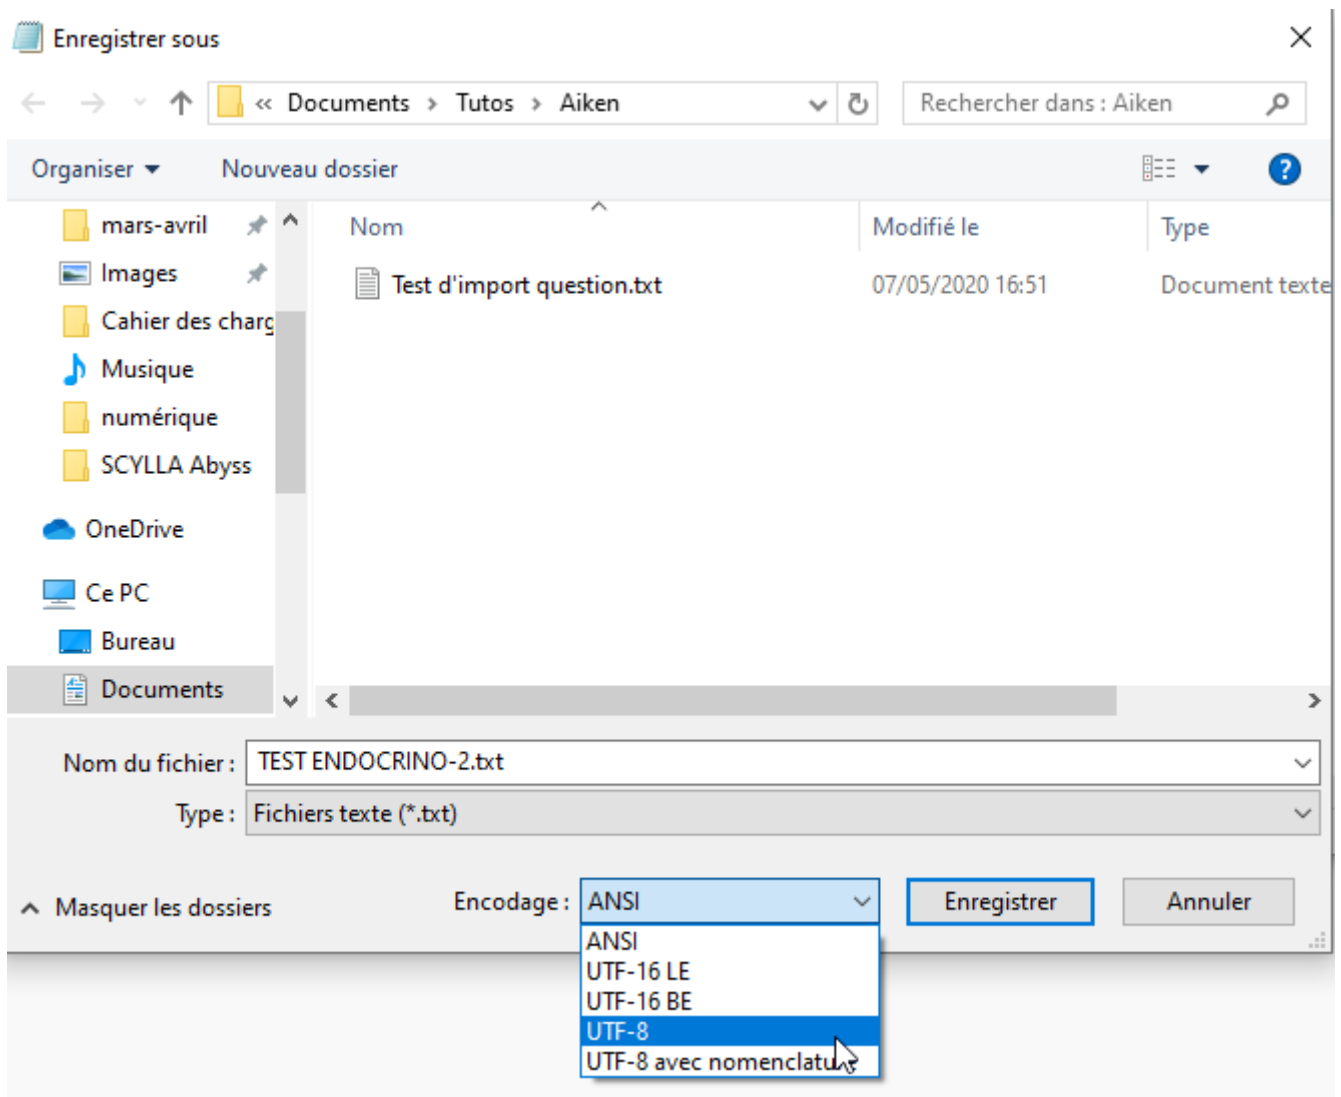 Enregistrer sous
« Documents > Tutos > Aiken
Rechercher dans : Aiken
Organiser
Nouveau dossier
mars-avril
Images
Cahier des charg
Musique
numérique
SCYLLA Abyss
OneDrive
Ce PC
Bureau
Documents
Nom
Modifié le
Type
Test d'import question.txt
07/05/2020 16:51
Document texte
Nom du fichier : TEST ENDOCRINO-2.txt
Type : Fichiers texte (*.txt)
Masquer les dossiers
Encodage : ANSI
Enregistrer
Annuler
ANSI
UTF-16 LE
UTF-16 BE
UTF-8
UTF-8 avec nomenclature